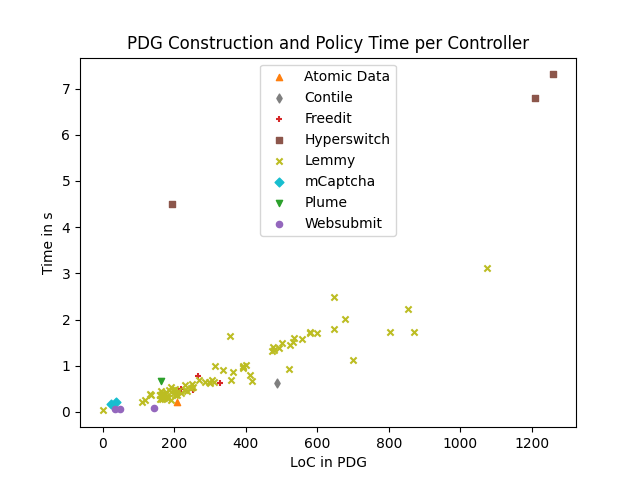 PDG Construction and Policy Time per Controller
Atomic Data
Contile
Freedit
Hyperswitch
Lemmy
mCaptcha
Plume
Websubmit
7
6
5
4
3
2
1
0
Time in s
0 200 400 600 800 1000 1200
LoC in PDG